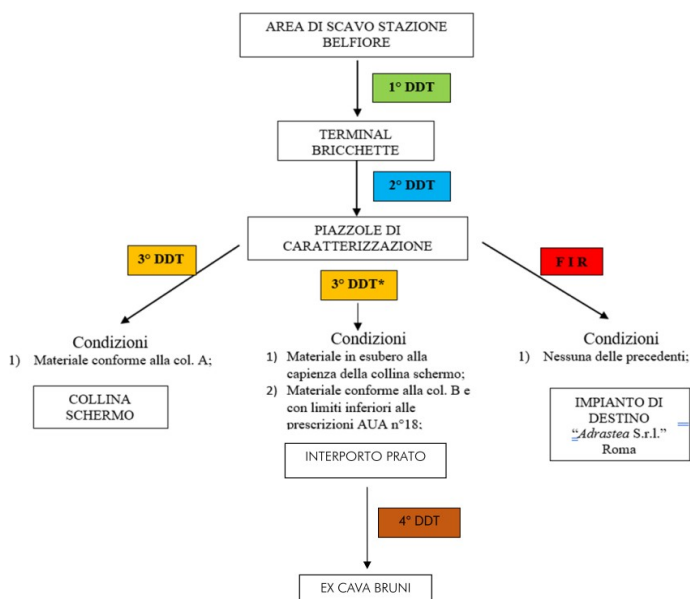 AREA DI SCAVO STAZIONE
BELFIORE
1° DDT
TERMINAL
BRICCHETTE
2° DDT
PIAZZOLE DI
CARATTERIZZAZIONE
3° DDT
3° DDT*
F I R
Condizioni
1) Materiale conforme alla col. A;
COLLINA
SCHERMO
Condizioni
1) Materiale in esubero alla
capienza della collina schermo;
2) Materiale conforme alla col. B e
con limiti inferiori alle
prescrizioni AUA n°18;
INTERPORTO PRATO
4° DDT
EX CAVA BRUNI
Condizioni
1) Nessuna delle precedenti;
IMPIANTO DI
DESTINO
“Adrastea S.r.l.”
Roma